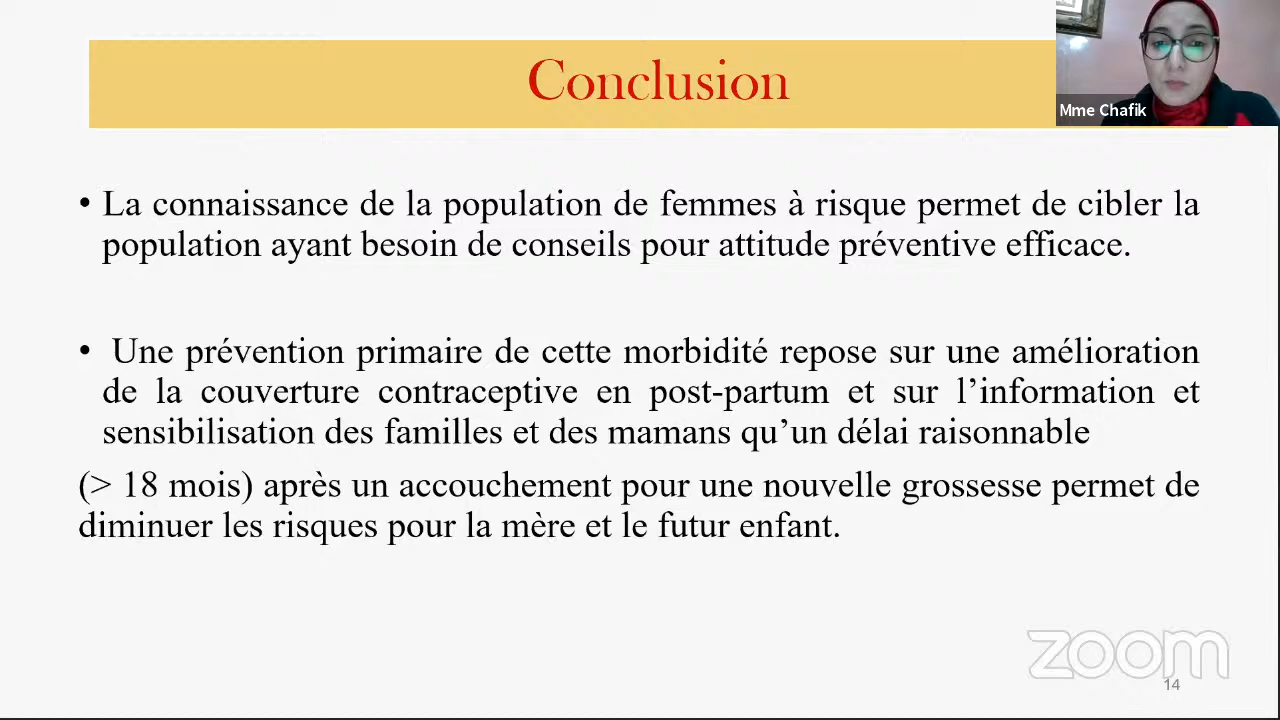 Conclusion
Mme Chafik
• La connaissance de la population de femmes à risque permet de cibler la
population ayant besoin de conseils pour attitude préventive efficace.
• Une prévention primaire de cette morbidité repose sur une amélioration
de la couverture contraceptive en post-partum et sur l’information et
sensibilisation des familles et des mamans qu’un délai raisonnable
(> 18 mois) après un accouchement pour une nouvelle grossesse permet de
diminuer les risques pour la mère et le futur enfant.
zoom
14